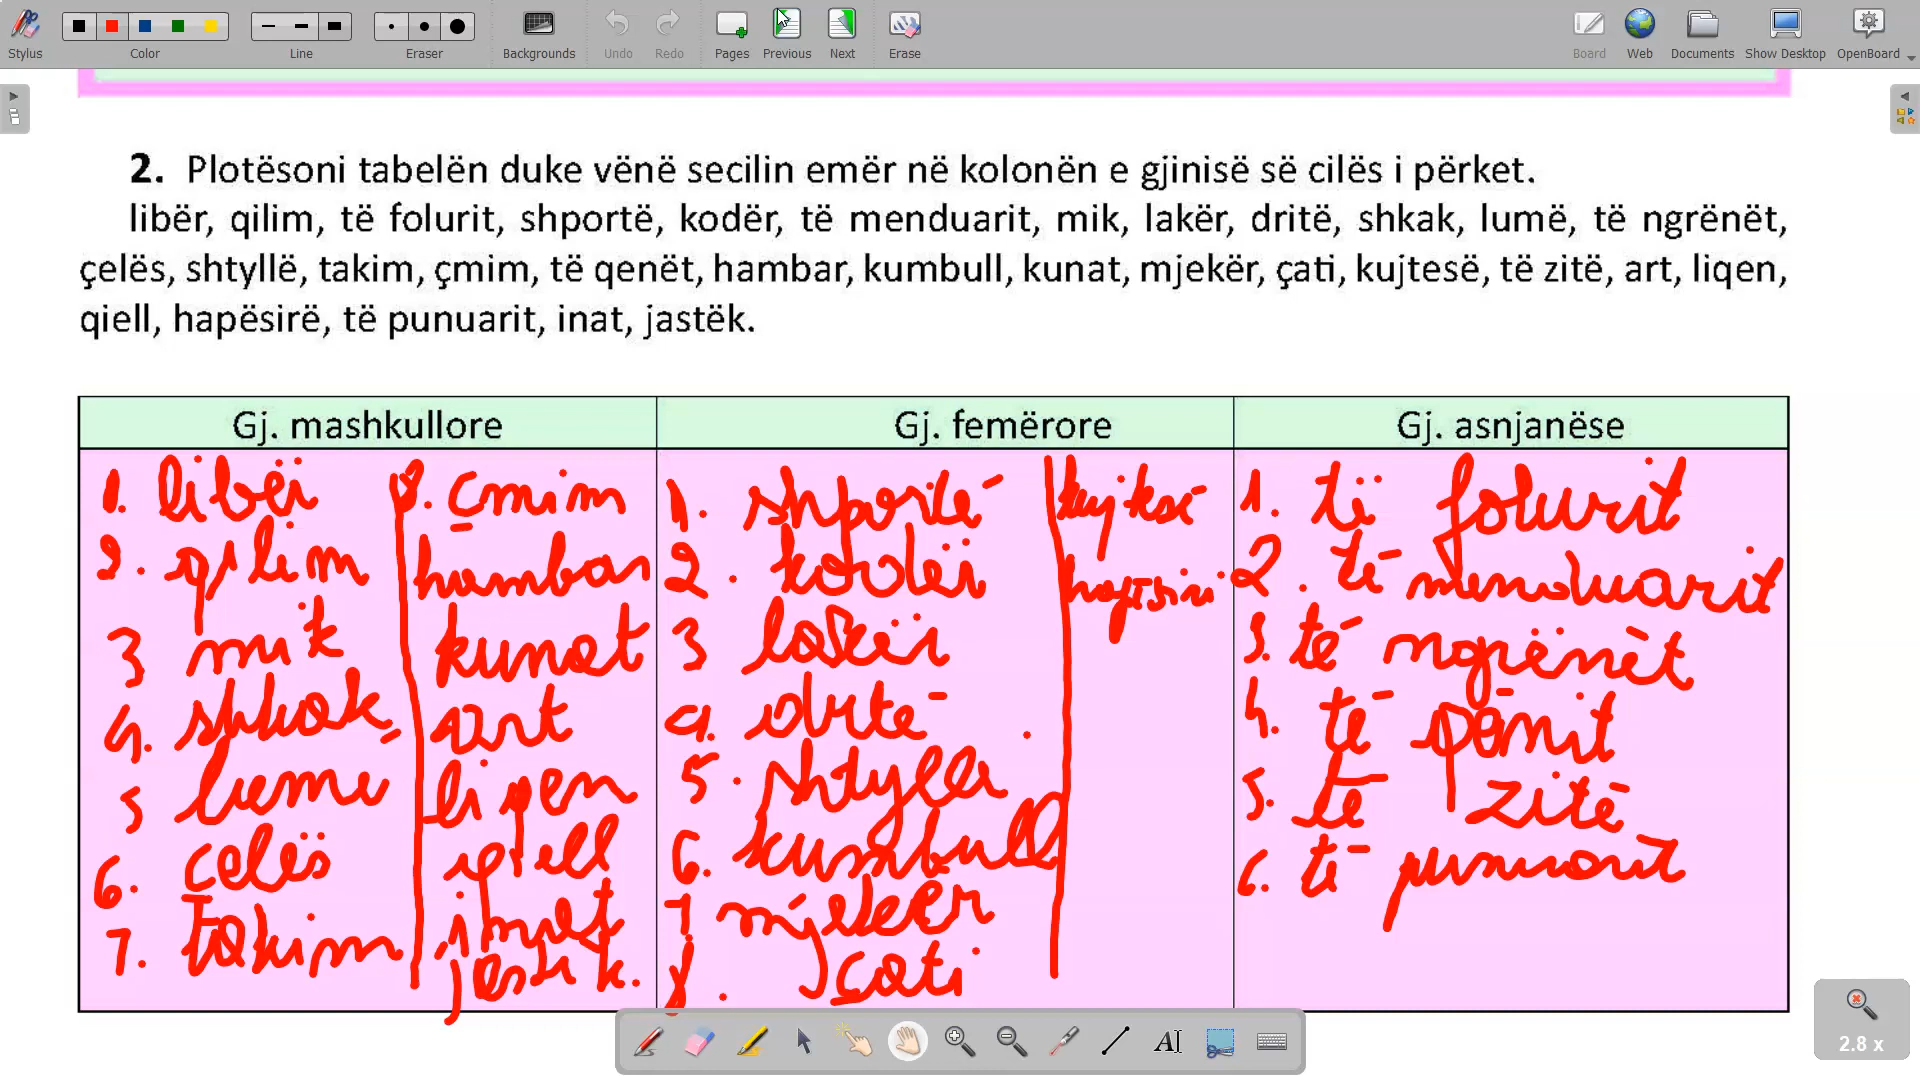 Stylus
Color
Line
Eraser
Backgrounds
Undo
Redo
Pages
Previous
Next
Erase
Board
Web
Documents
Show Desktop
OpenBoard
2. Plotësoni tabelën duke vënë secilin emër në kolonën e gjinisë së cilës i përket.
libër, qilim, të folurit, shportë, kodër, të menduarit, mik, lakër, dritë, shkak, lumë, të ngrënët,
çelës, shtyllë, takim, çmim, të qenët, hambar, kumbull, kunat, mjekër, çati, kujtesë, të zitë, art, liqen,
qiell, hapësirë, të punuarit, inat, jastëk.
Gj. mashkullore
1. libër
2. qilim
3 mik
4. shkak
5 lumë
6. çelës
7. takim
8. çmim
hambar
kunat
art
liqen
qiell
inat
jastëk.
Gj. femërore
1. shportë
2. kodër
3 lakër
4. dritë
5. shtyllë
6. kumbull
7 mjekër
8. çati
kujtesë
Gj. asnjanëse
1. të folurit
2. të menduarit
3. të ngrënët
4. të
5. të zitë
6. të punuarit
AI
2.8 x